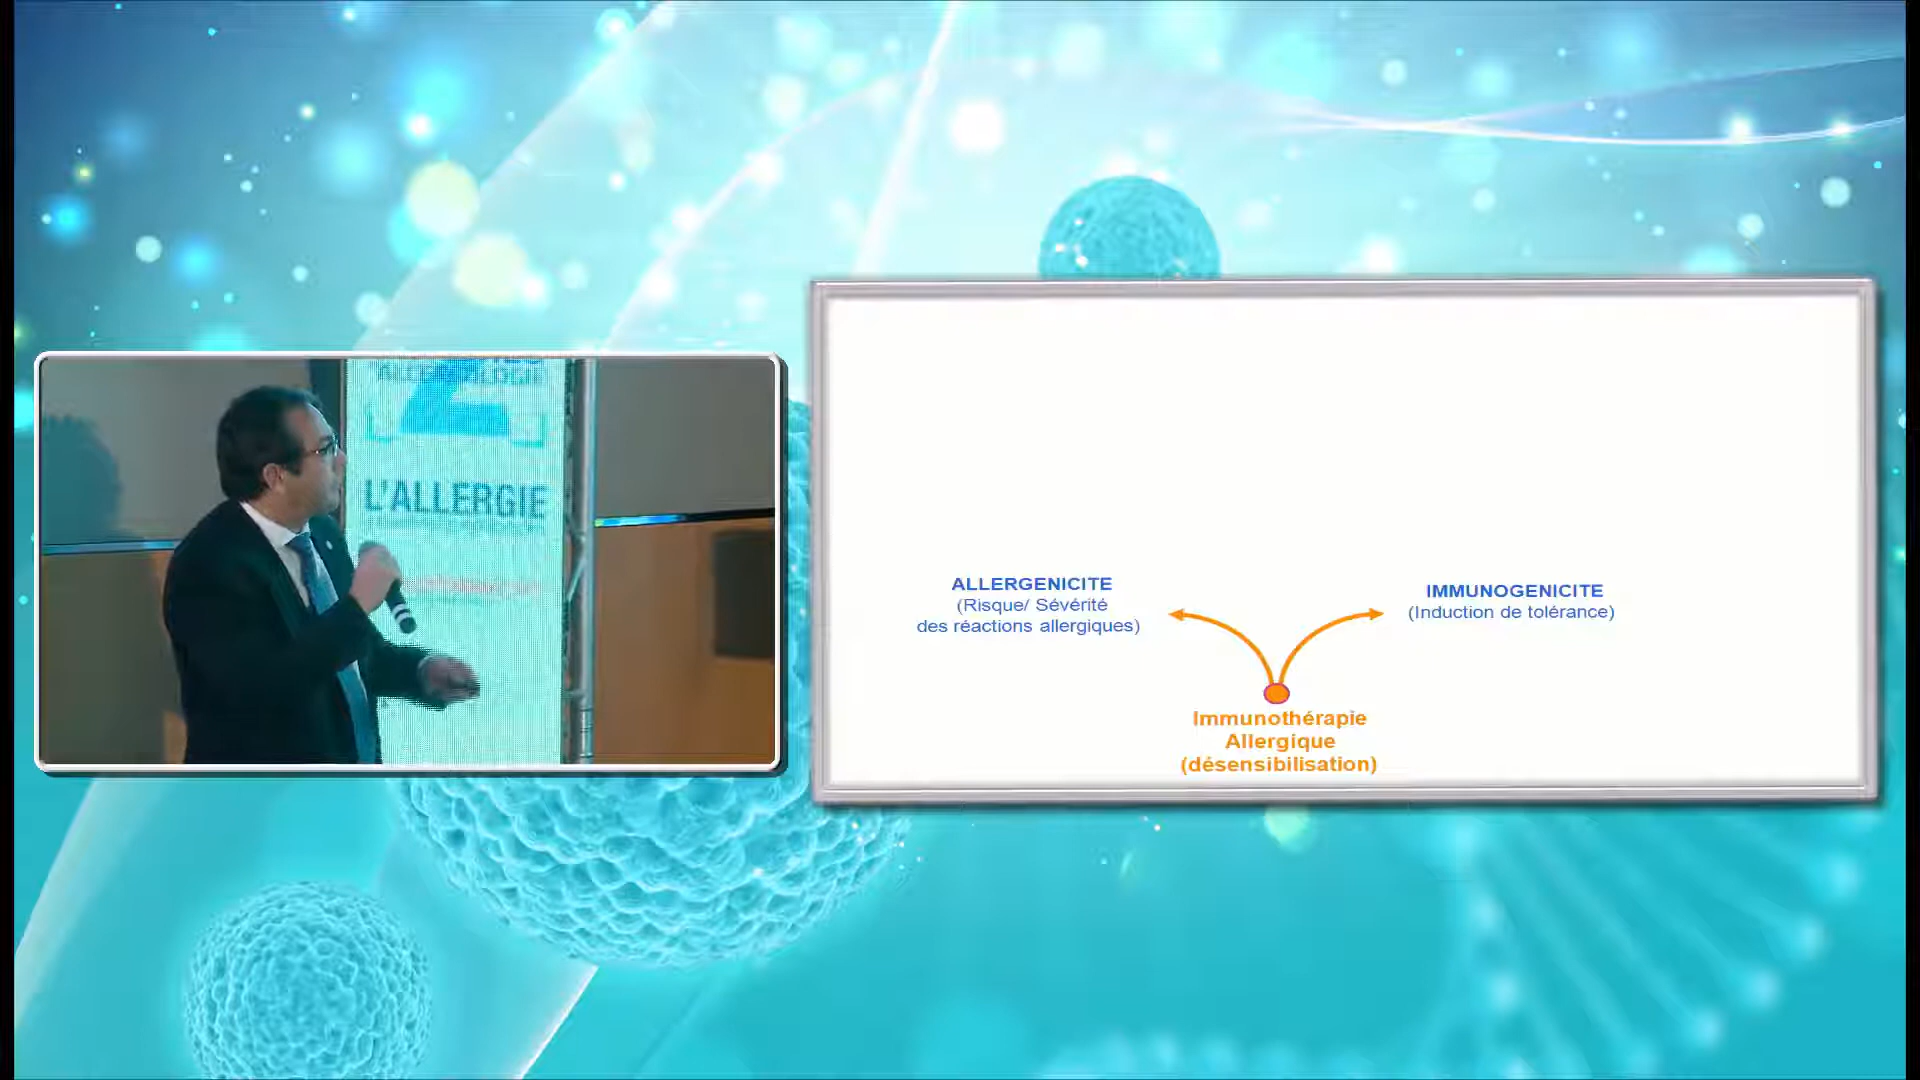 L'ALLERGIE
ALLERGENICITE
(Risque/ Sévérité
des réactions allergiques)
IMMUNOGENICITE
(Induction de tolérance)
Immunothérapie
Allergique
(désensibilisation)